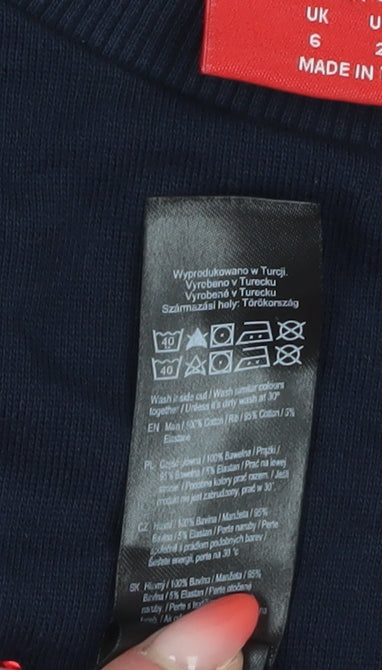 UK U
6 2
MADE IN
Wyprodukowano w Turcji.
Vyrobeno v Turecku
Vyrobené v Turecku
Származási hely: Törökország
40
40
Wash inside out / Wash similar colours
together / Unless it's dirty wash at 30°
EN Main / 100% Cotton / Rib / 95% Cotton / 5%
Elastane
PL Część główna / 100% Bawełna / Prążki /
95% Bawełna / 5% Elastan / Prać na lewej
stronie / Podobne kolory prać razem. / Jeśli
produkt nie jest zabrudzony, prać w 30°.
CZ Hlavní / 100% Bavlna / Manžeta / 95%
Bavlna / 5% Elastan / Perte naruby / Perte
společně s prádlem podobných barev /
šetrně perte na 30 °c
SK Hlavný / 100% Bavlna / Manžeta / 95%
Bavlna / 5% Elastan / Perte otočené
naruby / Perte s